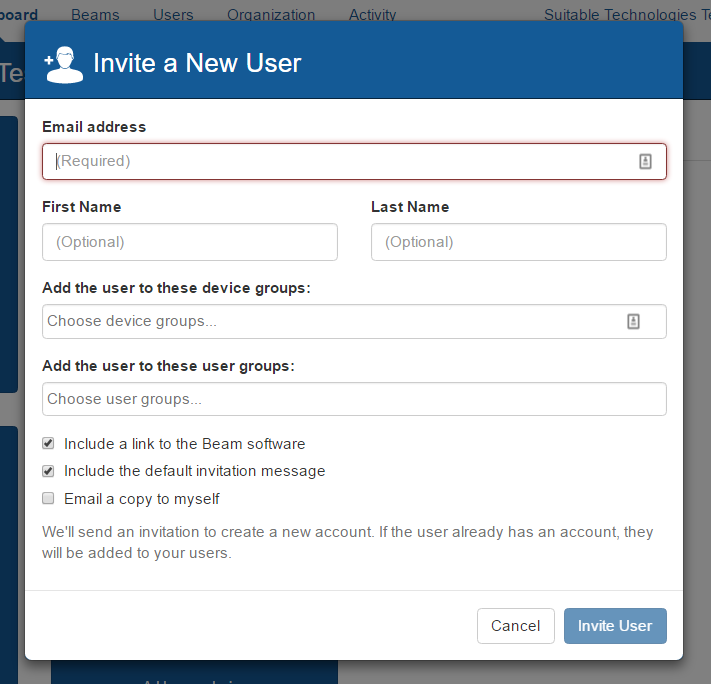 board Beams Users Organization Activity Suitable Technologies Te
Te
Invite a New User
Email address
(Required)
First Name Last Name
(Optional) (Optional)
Add the user to these device groups:
Choose device groups...
Add the user to these user groups:
Choose user groups...
Include a link to the Beam software
Include the default invitation message
Email a copy to myself
We'll send an invitation to create a new account. If the user already has an account, they
will be added to your users.
Cancel Invite User